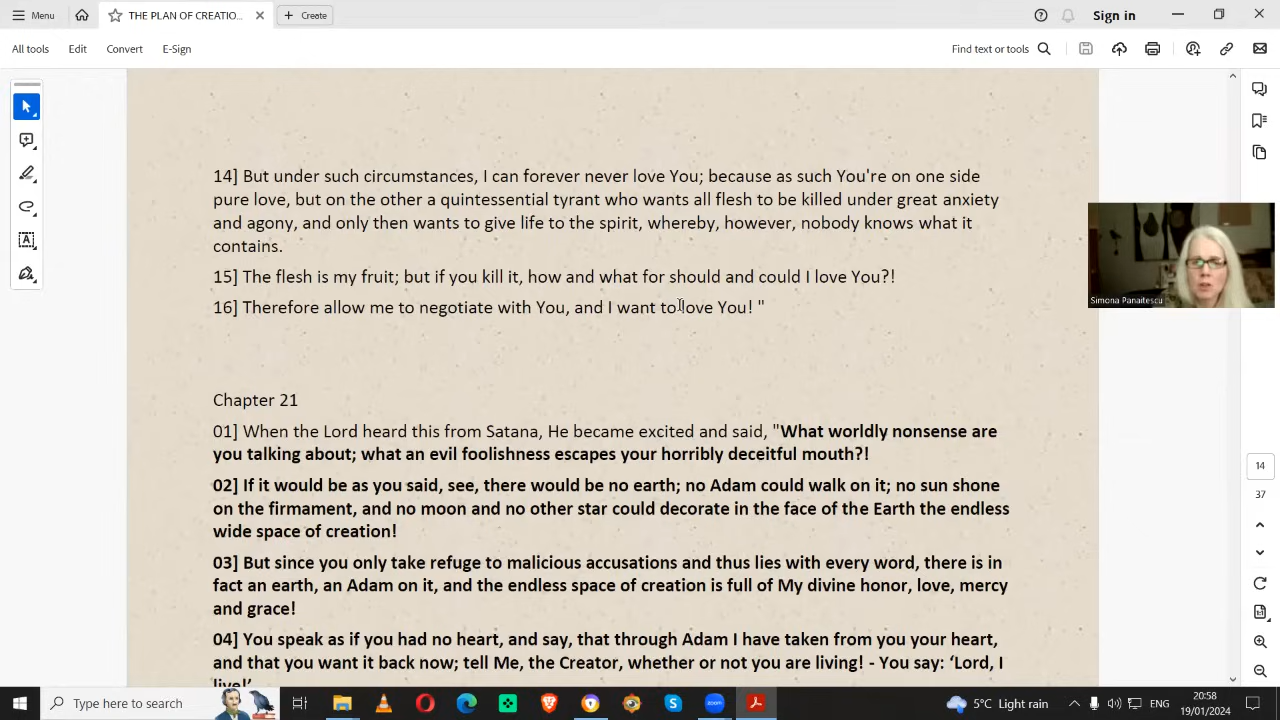 Menu
THE PLAN OF CREATIO...
Create
Sign in
All tools
Edit
Convert
E-Sign
Find text or tools
14] But under such circumstances, I can forever never love You; because as such You're on one side
pure love, but on the other a quintessential tyrant who wants all flesh to be killed under great anxiety
and agony, and only then wants to give life to the spirit, whereby, however, nobody knows what it
contains.
15] The flesh is my fruit; but if you kill it, how and what for should and could I love You?!
16] Therefore allow me to negotiate with You, and I want to love You! "
Simona Panaitescu
Chapter 21
01] When the Lord heard this from Satana, He became excited and said, "What worldly nonsense are
you talking about; what an evil foolishness escapes your horribly deceitful mouth?!
02] If it would be as you said, see, there would be no earth; no Adam could walk on it; no sun shone
on the firmament, and no moon and no other star could decorate in the face of the Earth the endless
wide space of creation!
03] But since you only take refuge to malicious accusations and thus lies with every word, there is in
fact an earth, an Adam on it, and the endless space of creation is full of My divine honor, love, mercy
and grace!
04] You speak as if you had no heart, and say, that through Adam I have taken from you your heart,
and that you want it back now; tell Me, the Creator, whether or not you are living! - You say: ‘Lord, I
live!’
14
37
Type here to search
5°C Light rain
ENG
20:58
19/01/2024